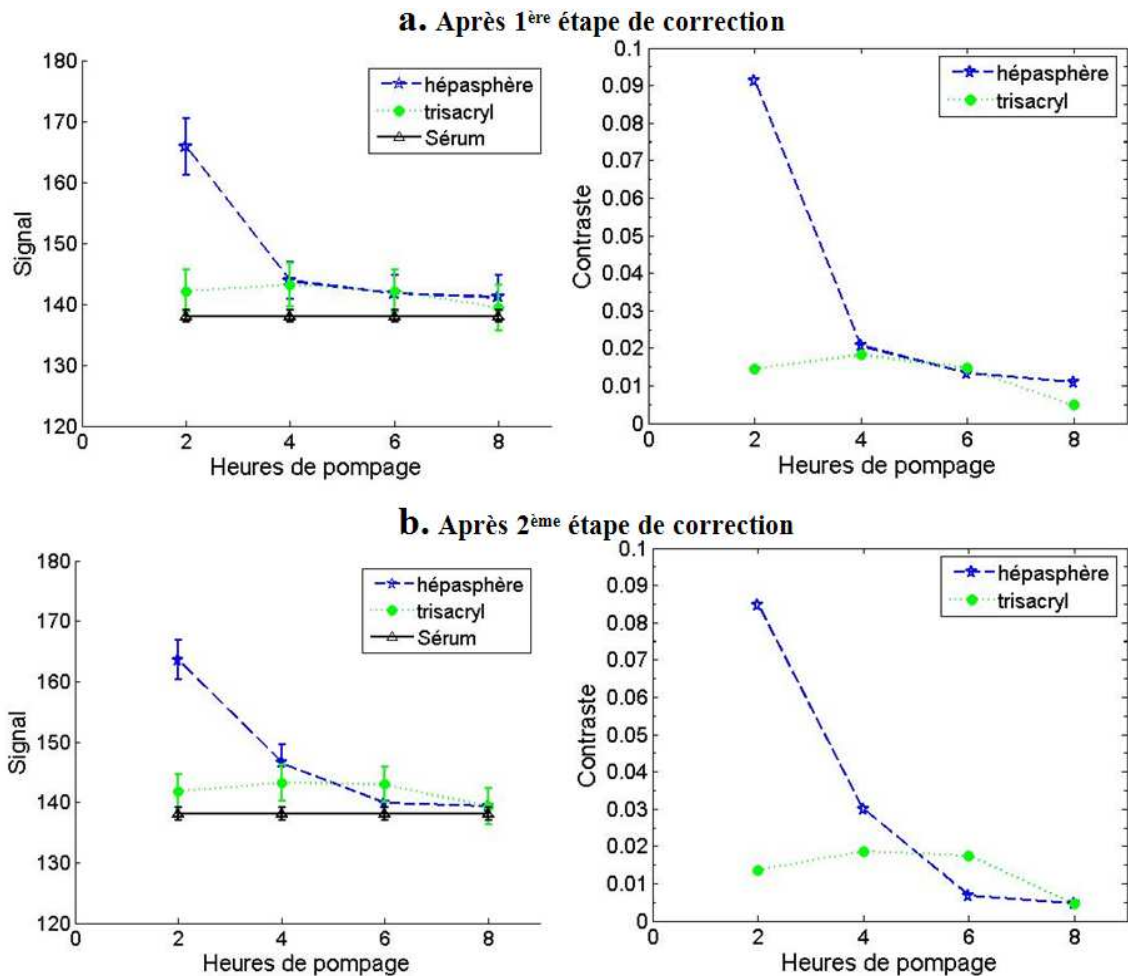 a. Après 1ère étape de correction
180
170
160
150
140
130
120
0
2
4
6
8
Signal
Heures de pompage
hépasphère
trisacryl
Sérum
0.1
0.09
0.08
0.07
0.06
0.05
0.04
0.03
0.02
0.01
0
0
2
4
6
8
Contraste
Heures de pompage
hépasphère
trisacryl
b. Après 2ème étape de correction
180
170
160
150
140
130
120
0
2
4
6
8
Signal
Heures de pompage
hépasphère
trisacryl
Sérum
0.1
0.09
0.08
0.07
0.06
0.05
0.04
0.03
0.02
0.01
0
0
2
4
6
8
Contraste
Heures de pompage
hépasphère
trisacryl